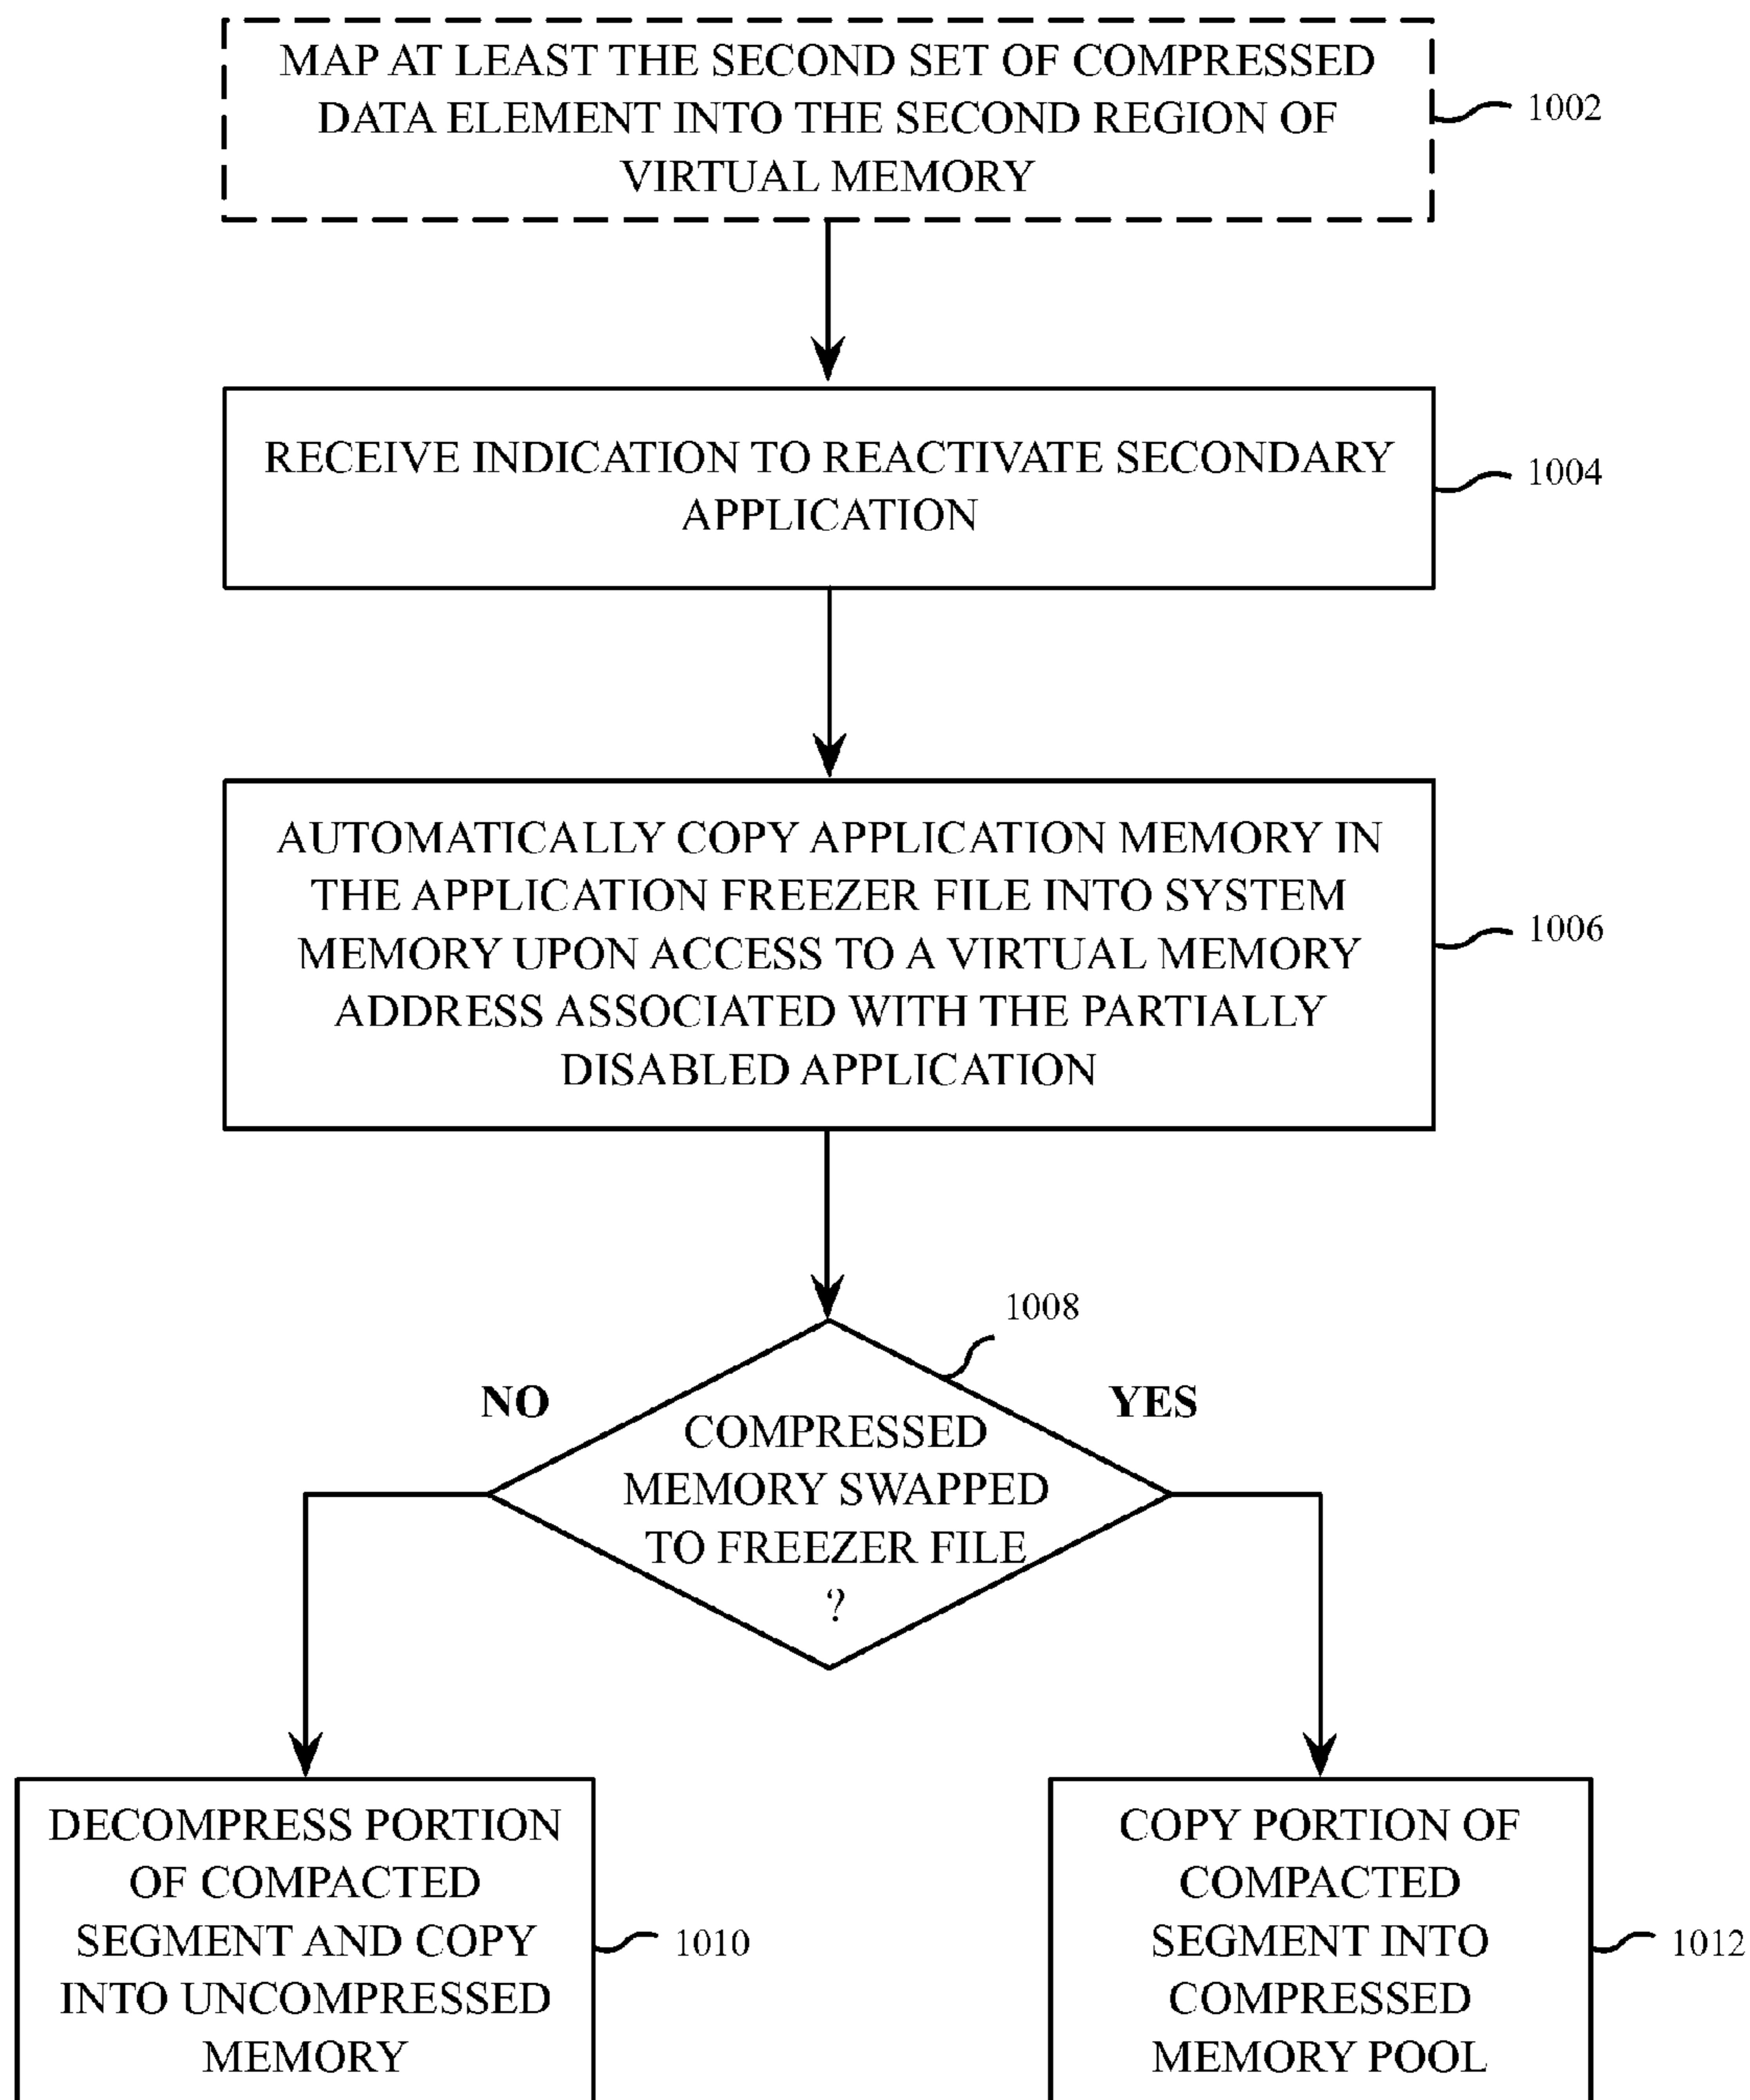 MAP AT LEAST THE SECOND SET OF COMPRESSED
DATA ELEMENT INTO THE SECOND REGION OF
VIRTUAL MEMORY
1002
RECEIVE INDICATION TO REACTIVATE SECONDARY
APPLICATION
1004
AUTOMATICALLY COPY APPLICATION MEMORY IN
THE APPLICATION FREEZER FILE INTO SYSTEM
MEMORY UPON ACCESS TO A VIRTUAL MEMORY
ADDRESS ASSOCIATED WITH THE PARTIALLY
DISABLED APPLICATION
1006
1008
NO
YES
COMPRESSED
MEMORY SWAPPED
TO FREEZER FILE
?
DECOMPRESS PORTION
OF COMPACTED
SEGMENT AND COPY
INTO UNCOMPRESSED
MEMORY
1010
COPY PORTION OF
COMPACTED
SEGMENT INTO
COMPRESSED
MEMORY POOL
1012